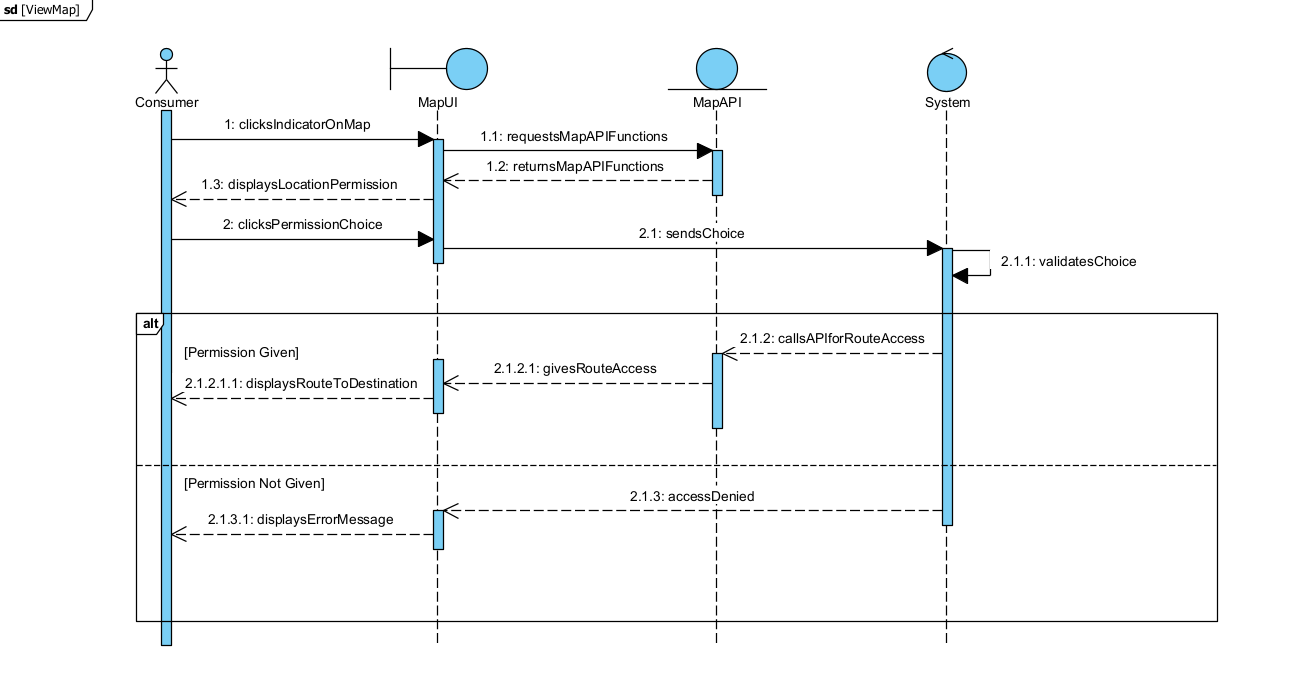 sd [ViewMap]
Consumer
MapUI
MapAPI
System
1: clicksIndicatorOnMap
1.1: requestsMapAPIFunctions
1.2: returnsMapAPIFunctions
1.3: displaysLocationPermission
2: clicksPermissionChoice
2.1: sendsChoice
2.1.1: validatesChoice
alt
2.1.2: callsAPIforRouteAccess
[Permission Given]
2.1.2.1: givesRouteAccess
2.1.2.1.1: displaysRouteToDestination
[Permission Not Given]
2.1.3: accessDenied
2.1.3.1: displaysErrorMessage